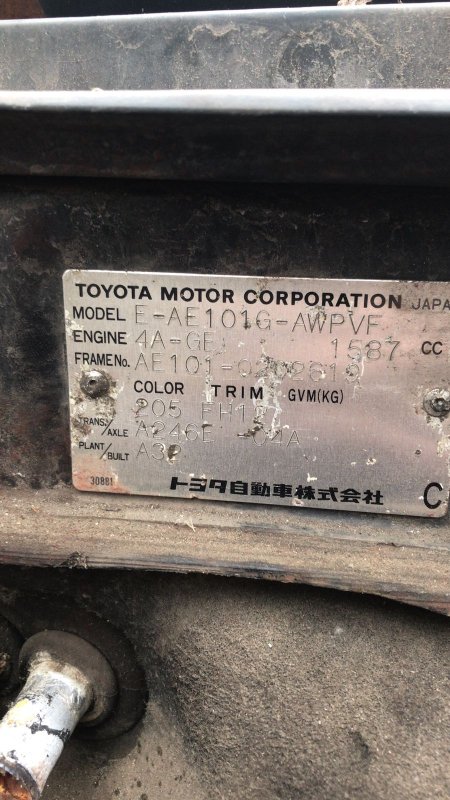 TOYOTA MOTOR CORPORATION JAPA
MODEL E-AE101G-AWPVF
ENGINE 4A-GE 1587 CC
FRAME No.
COLOR TRIM GVM(KG)
205
TRANS./AXLE A246E -04A
PLANT/BUILT
30881 トヨタ自動車株式会社 C